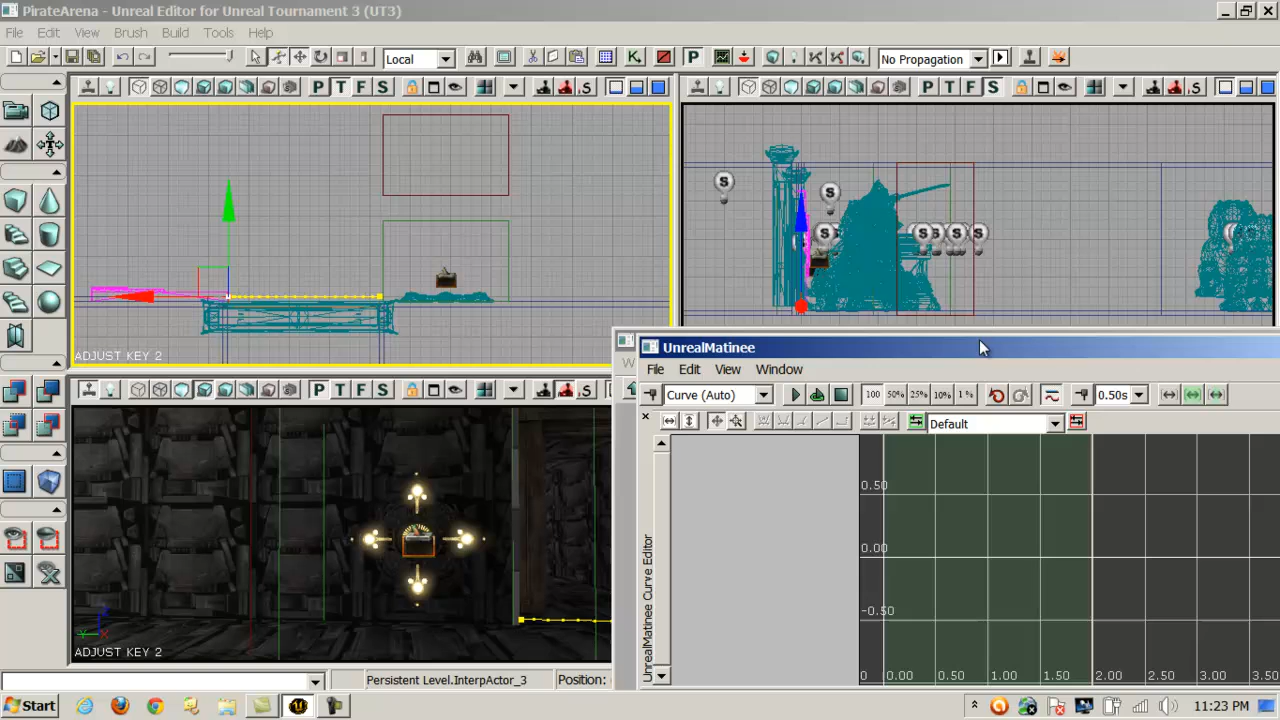 PirateArena - Unreal Editor for Unreal Tournament 3 (UT3)
File Edit View Brush Build Tools Help
Local
P
No Propagation
P T F S
S
P T F S
S
S
S
S
S
S
S
S
ADJUST KEY 2
UnrealMatinee
File Edit View Window
Curve (Auto)
100 50% 25% 10% 1 %
0.50s
P T F S
S
Default
UnrealMatinee Curve Editor
0.50
0.00
-0.50
0 0.00 0.50 1.00 1.50 2.00 2.50 3.00 3.50
Z
Y X
ADJUST KEY 2
Persistent Level.InterpActor_3
Position:
Start
11:23 PM